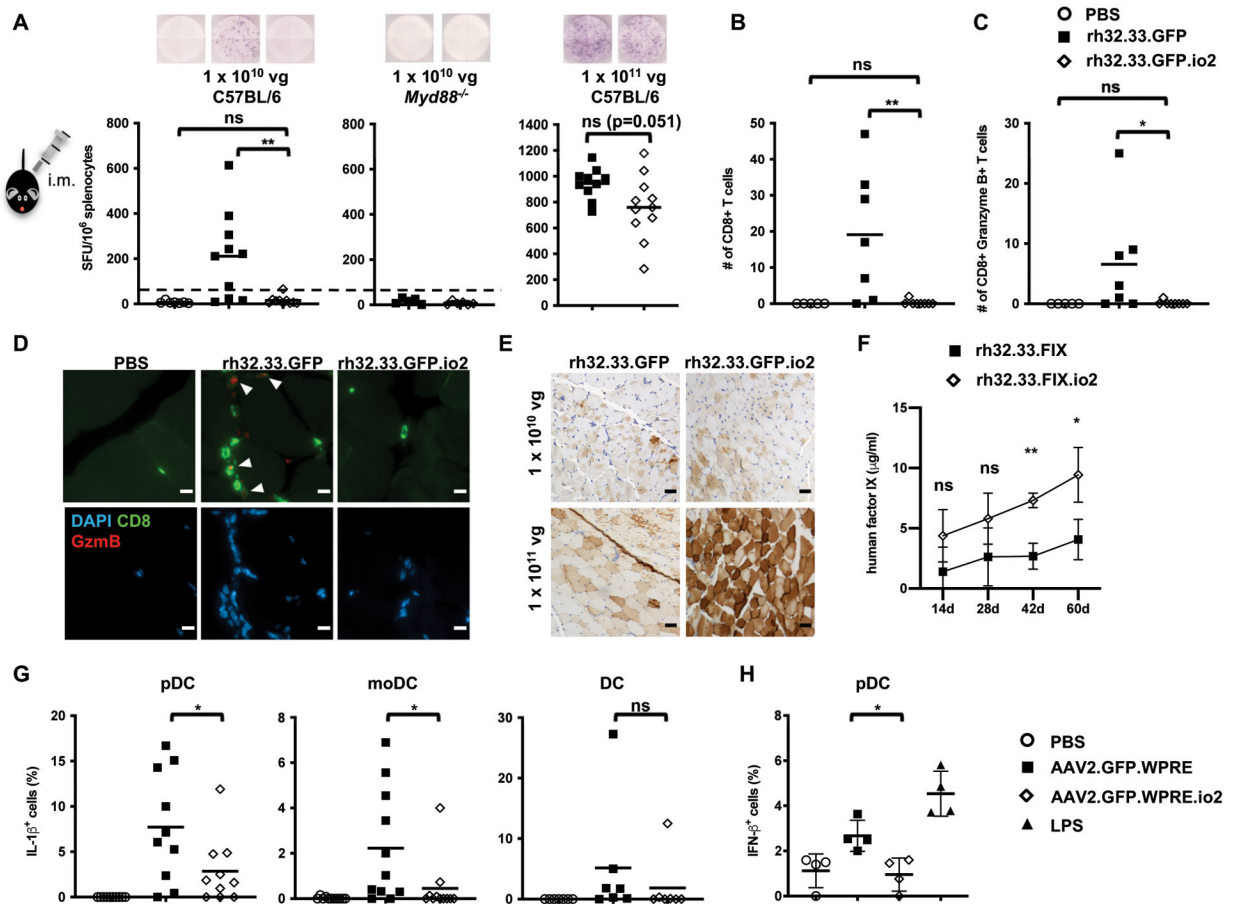 A
1 x 10¹⁰ vg
C57BL/6
1 x 10¹⁰ vg
Myd88⁻/⁻
1 x 10¹¹ vg
C57BL/6
i.m.
SFU/10⁶ splenocytes
800
600
400
200
0
ns
**
800
600
400
200
0
1400
1200
1000
800
600
400
200
0
ns (p=0.051)
B
# of CD8+ T cells
50
40
30
20
10
0
ns
**
C
PBS
rh32.33.GFP
rh32.33.GFP.io2
# of CD8+ Granzyme B+ T cells
30
20
10
0
ns
*
D
PBS
rh32.33.GFP
rh32.33.GFP.io2
DAPI CD8
GzmB
E
rh32.33.GFP
rh32.33.GFP.io2
1 x 10¹⁰ vg
1 x 10¹¹ vg
F
rh32.33.FIX
rh32.33.FIX.io2
human factor IX (µg/ml)
15
10
5
0
ns
ns
**
*
14d
28d
42d
60d
G
pDC
IL-1β⁺ cells (%)
20
15
10
5
0
*
moDC
8
6
4
2
0
*
DC
30
20
10
0
ns
H
pDC
IFN-β⁺ cells (%)
8
6
4
2
0
*
PBS
AAV2.GFP.WPRE
AAV2.GFP.WPRE.io2
LPS